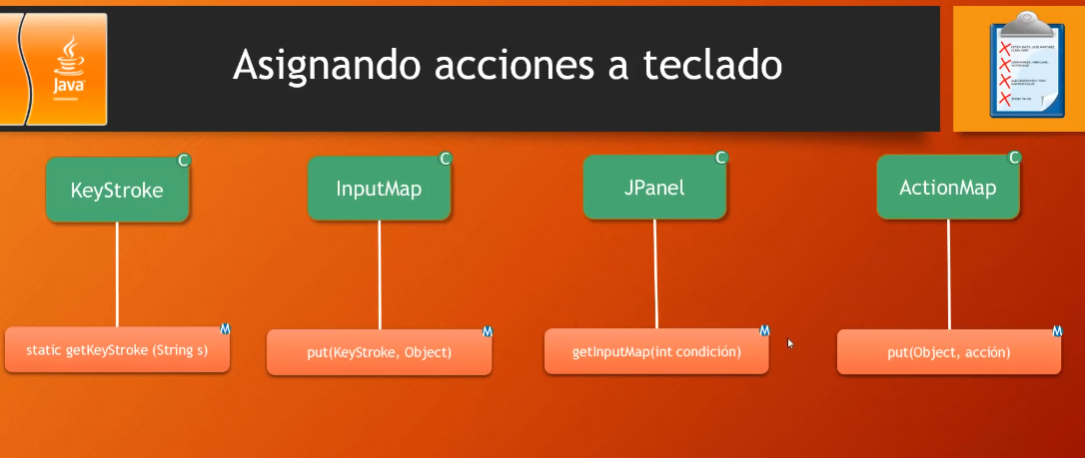 Java
Asignando acciones a teclado
C
KeyStroke
C
InputMap
C
JPanel
C
ActionMap
M
static getKeyStroke (String s)
M
put(KeyStroke, Object)
M
getInputMap(int condición)
M
put(Object, acción)